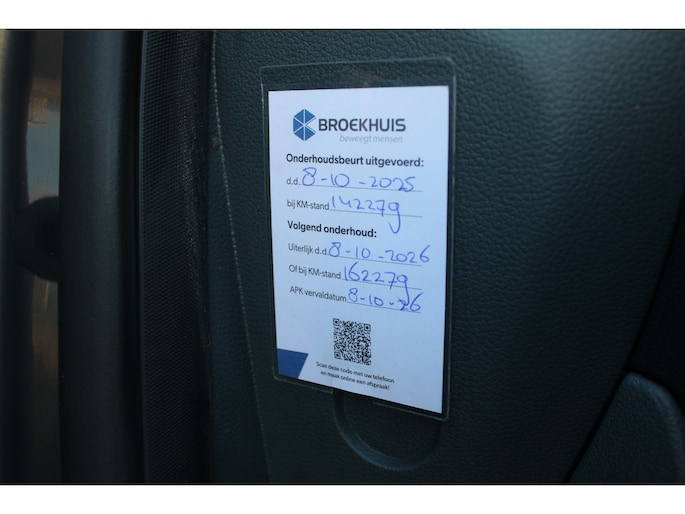 BROEKHUIS
beweegt mensen
Onderhoudsbeurt uitgevoerd:
d.d. 8-10-2025
bij KM-stand 142279
Volgend onderhoud:
Uiterlijk d.d. 8-10-2026
Of bij KM-stand 162279
APK vervaldatum 8-10-26
Scan deze code met uw telefoon
en maak online een afspraak!